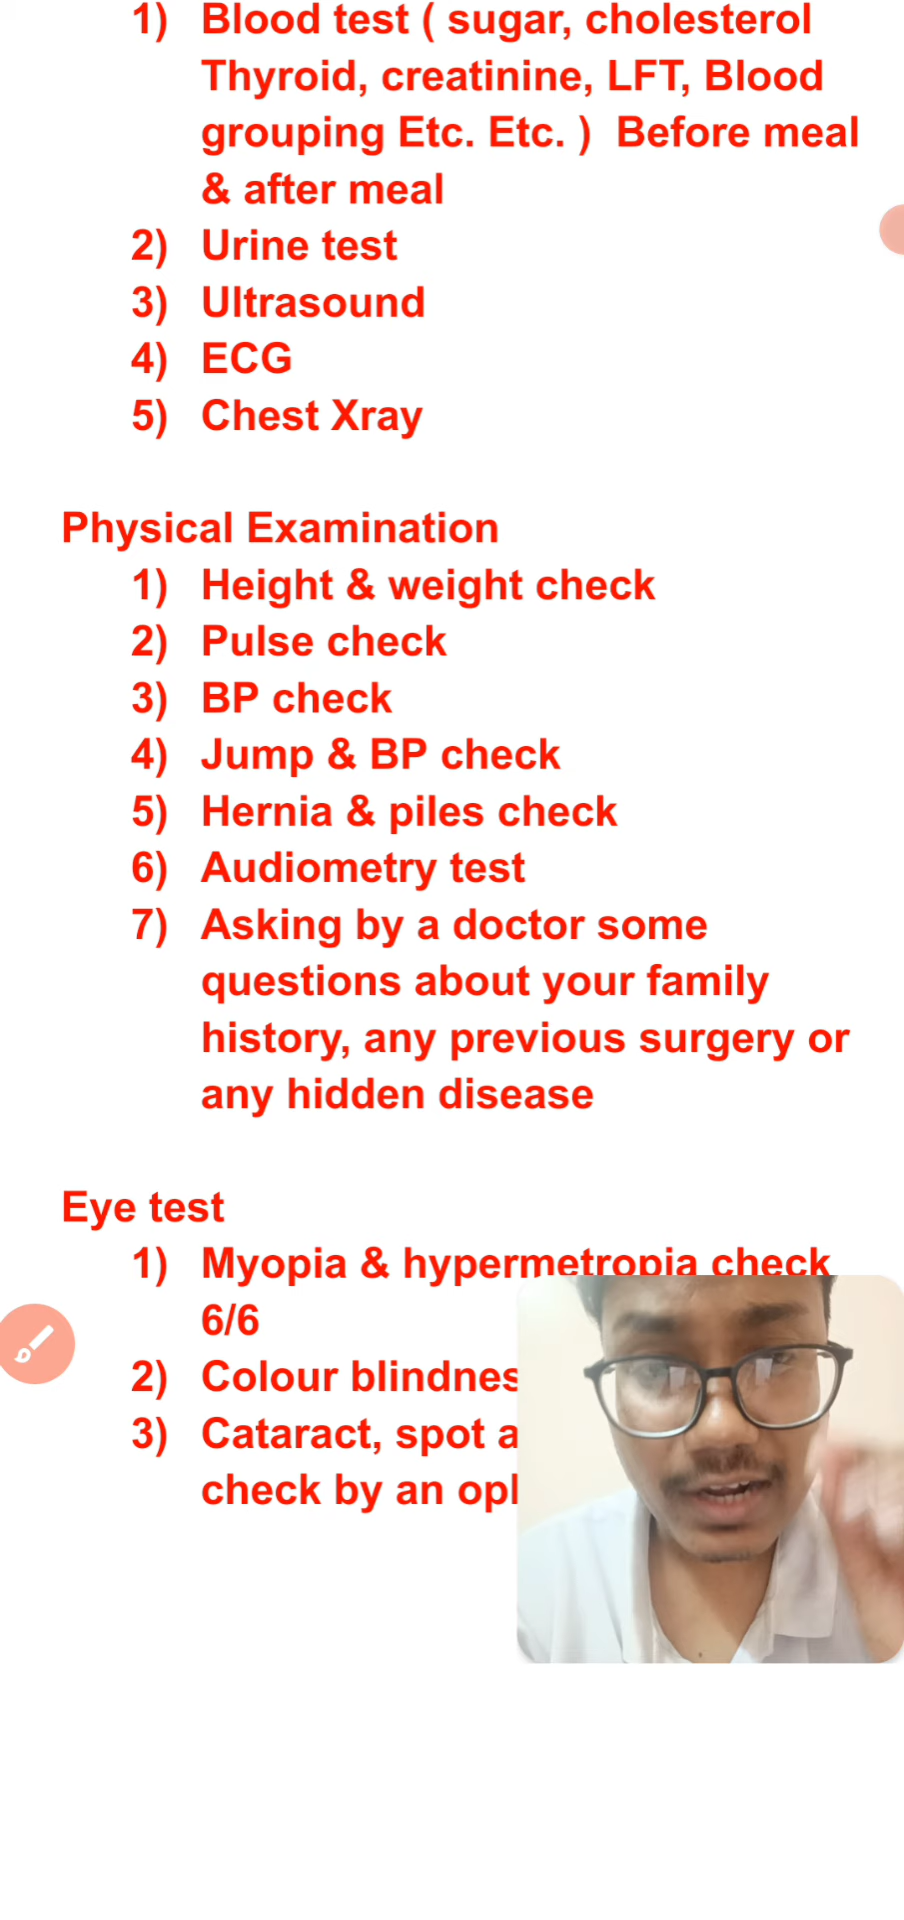 1) Blood test ( sugar, cholesterol
Thyroid, creatinine, LFT, Blood
grouping Etc. Etc. ) Before meal
& after meal
2) Urine test
3) Ultrasound
4) ECG
5) Chest Xray
Physical Examination
1) Height & weight check
2) Pulse check
3) BP check
4) Jump & BP check
5) Hernia & piles check
6) Audiometry test
7) Asking by a doctor some
questions about your family
history, any previous surgery or
any hidden disease
Eye test
1) Myopia & hypermetropia check
6/6
2) Colour
3) Cataract, spot
check by an